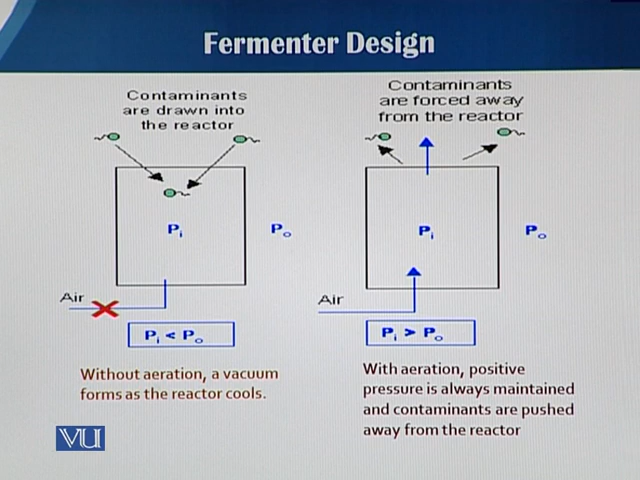 Fermenter Design
Contaminants
are drawn into
the reactor
Pi
Po
Air
Pi < Po
Without aeration, a vacuum
forms as the reactor cools.
Contaminants
are forced away
from the reactor
Pi
Po
Air
Pi > Po
With aeration, positive
pressure is always maintained
and contaminants are pushed
away from the reactor
VU